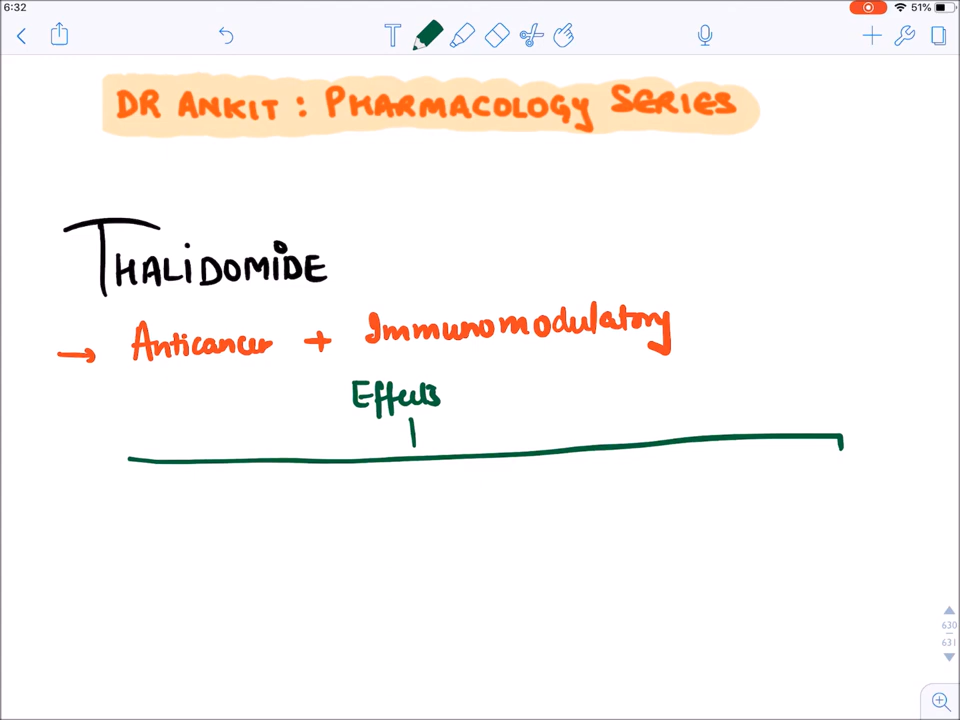 6:32
51%
T
DR ANKIT : PHARMACOLOGY SERIES
THALIDOMIDE
→ Anticancer + Immunomodulatory
Effects
630
631